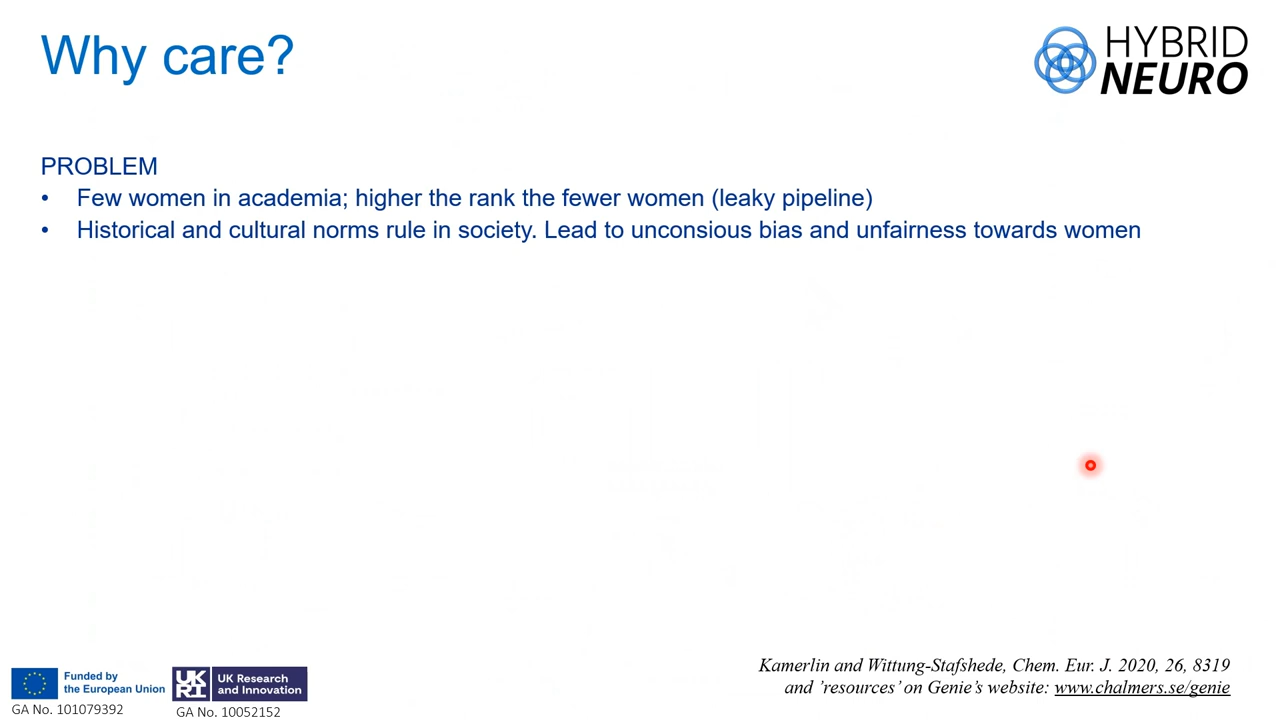 Why care?
HYBRID
NEURO
PROBLEM
• Few women in academia; higher the rank the fewer women (leaky pipeline)
• Historical and cultural norms rule in society. Lead to unconsious bias and unfairness towards women
Kamerlin and Wittung-Stafshede, Chem. Eur. J. 2020, 26, 8319
and ’resources’ on Genie’s website: www.chalmers.se/genie
Funded by
the European Union
GA No. 101079392
UK
RI
UK Research
and Innovation
GA No. 10052152